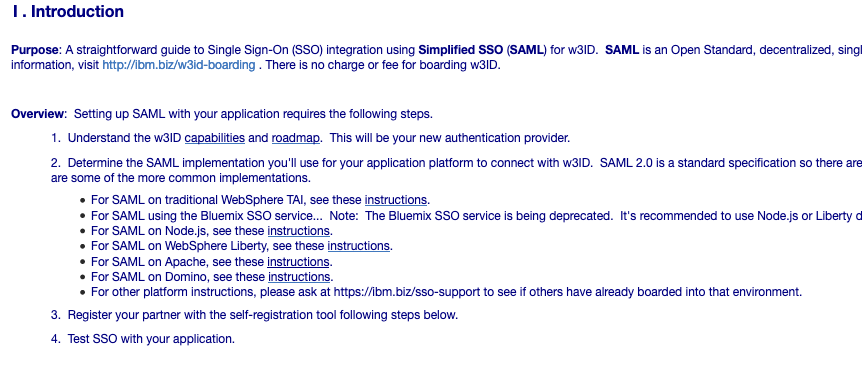 I . Introduction
Purpose: A straightforward guide to Single Sign-On (SSO) integration using Simplified SSO (SAML) for w3ID. SAML is an Open Standard, decentralized, singl
information, visit http://ibm.biz/w3id-boarding . There is no charge or fee for boarding w3ID.
Overview: Setting up SAML with your application requires the following steps.
1. Understand the w3ID capabilities and roadmap. This will be your new authentication provider.
2. Determine the SAML implementation you'll use for your application platform to connect with w3ID. SAML 2.0 is a standard specification so there are
are some of the more common implementations.
• For SAML on traditional WebSphere TAI, see these instructions.
• For SAML using the Bluemix SSO service... Note: The Bluemix SSO service is being deprecated. It's recommended to use Node.js or Liberty d
• For SAML on Node.js, see these instructions.
• For SAML on WebSphere Liberty, see these instructions.
• For SAML on Apache, see these instructions.
• For SAML on Domino, see these instructions.
• For other platform instructions, please ask at https://ibm.biz/sso-support to see if others have already boarded into that environment.
3. Register your partner with the self-registration tool following steps below.
4. Test SSO with your application.